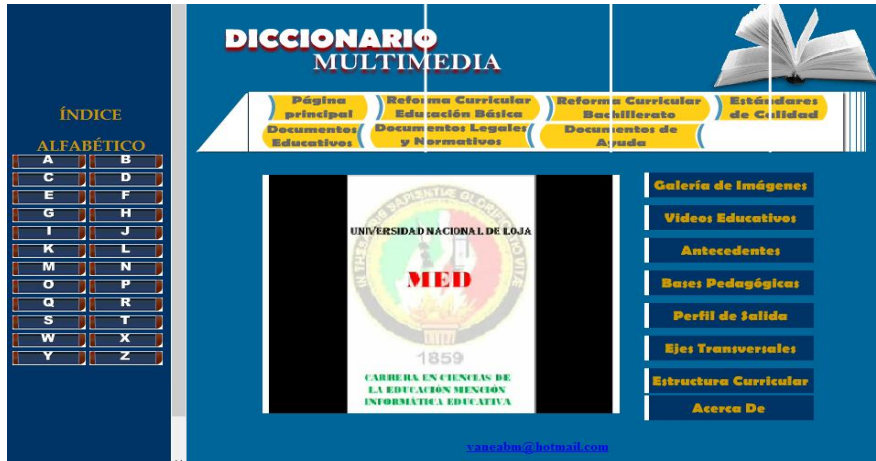 DICCIONARIO
MULTIMEDIA
ÍNDICE
ALFABÉTICO
A B
C D
E F
G H
I J
K L
M N
O P
Q R
S T
W X
Y Z
Página principal
Reforma Curricular Educación Básica
Reforma Curricular Bachillerato
Estándares de Calidad
Documentos Educativos
Documentos Legales y Normativos
Documentos de Ayuda
UNIVERSIDAD NACIONAL DE LOJA
MED
1859
CARRERA EN CIENCIAS DE
LA EDUCACIÓN MENCIÓN
INFORMÁTICA EDUCATIVA
Galería de Imágenes
Videos Educativos
Antecedentes
Bases Pedagógicas
Perfil de Salida
Ejes Transversales
Estructura Curricular
Acerca De
vaneabm@hotmail.com